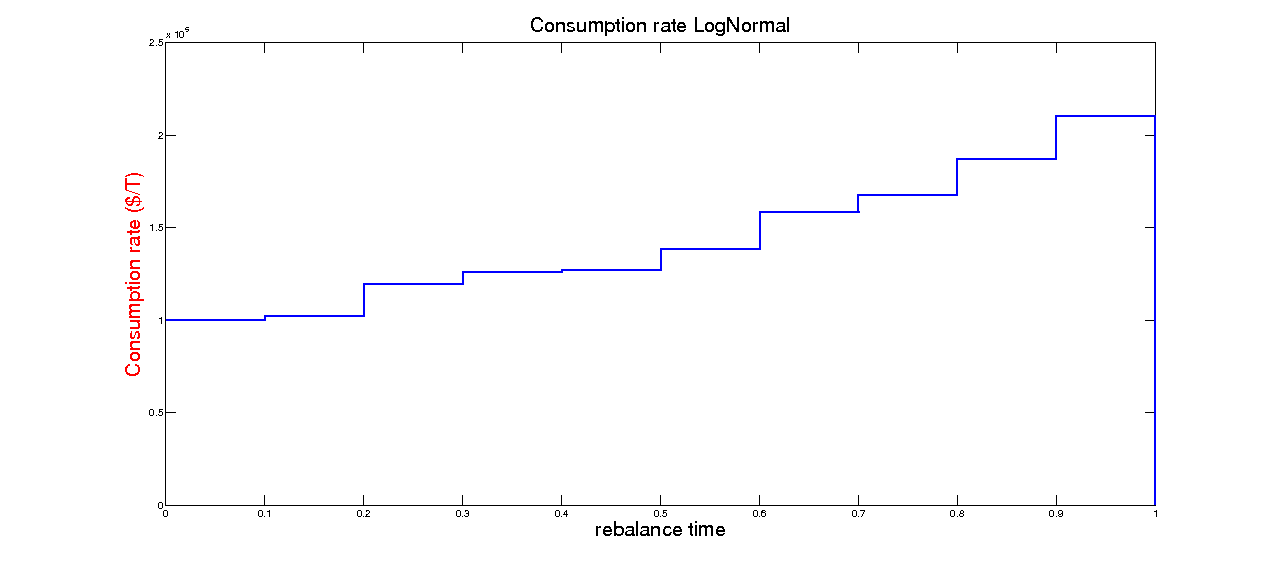 Consumption rate LogNormal
x 10^5
2.5
2
1.5
1
0.5
0
Consumption rate ($/T)
0 0.1 0.2 0.3 0.4 0.5 0.6 0.7 0.8 0.9 1
rebalance time